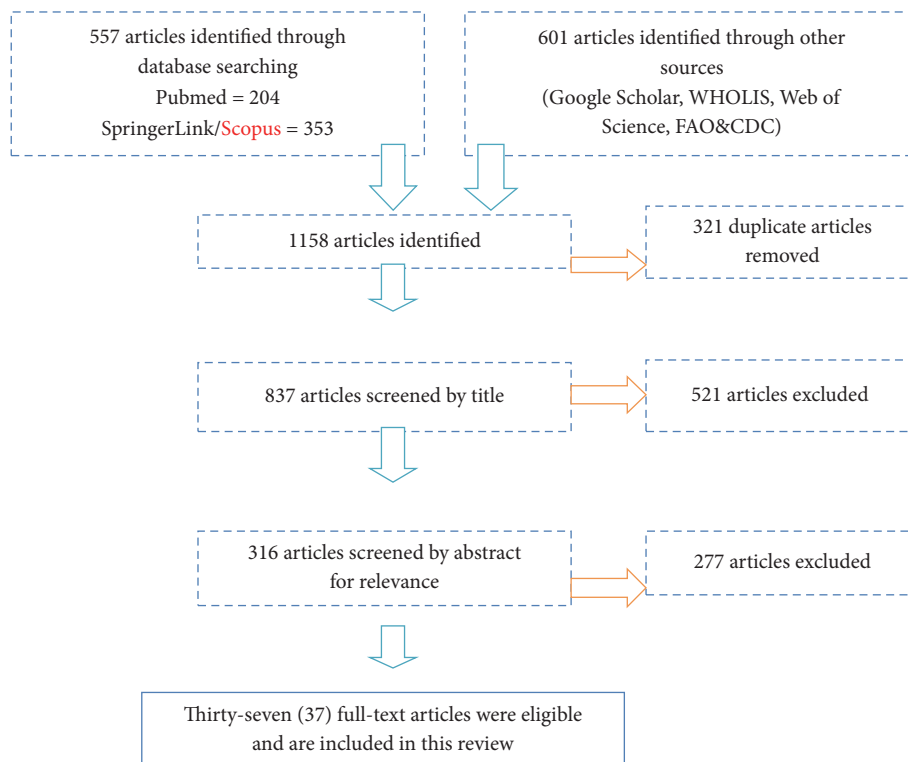 557 articles identified through
database searching
Pubmed = 204
SpringerLink/Scopus = 353
601 articles identified through other
sources
(Google Scholar, WHOLIS, Web of
Science, FAO&CDC)
1158 articles identified
321 duplicate articles
removed
837 articles screened by title
521 articles excluded
316 articles screened by abstract
for relevance
277 articles excluded
Thirty-seven (37) full-text articles were eligible
and are included in this review